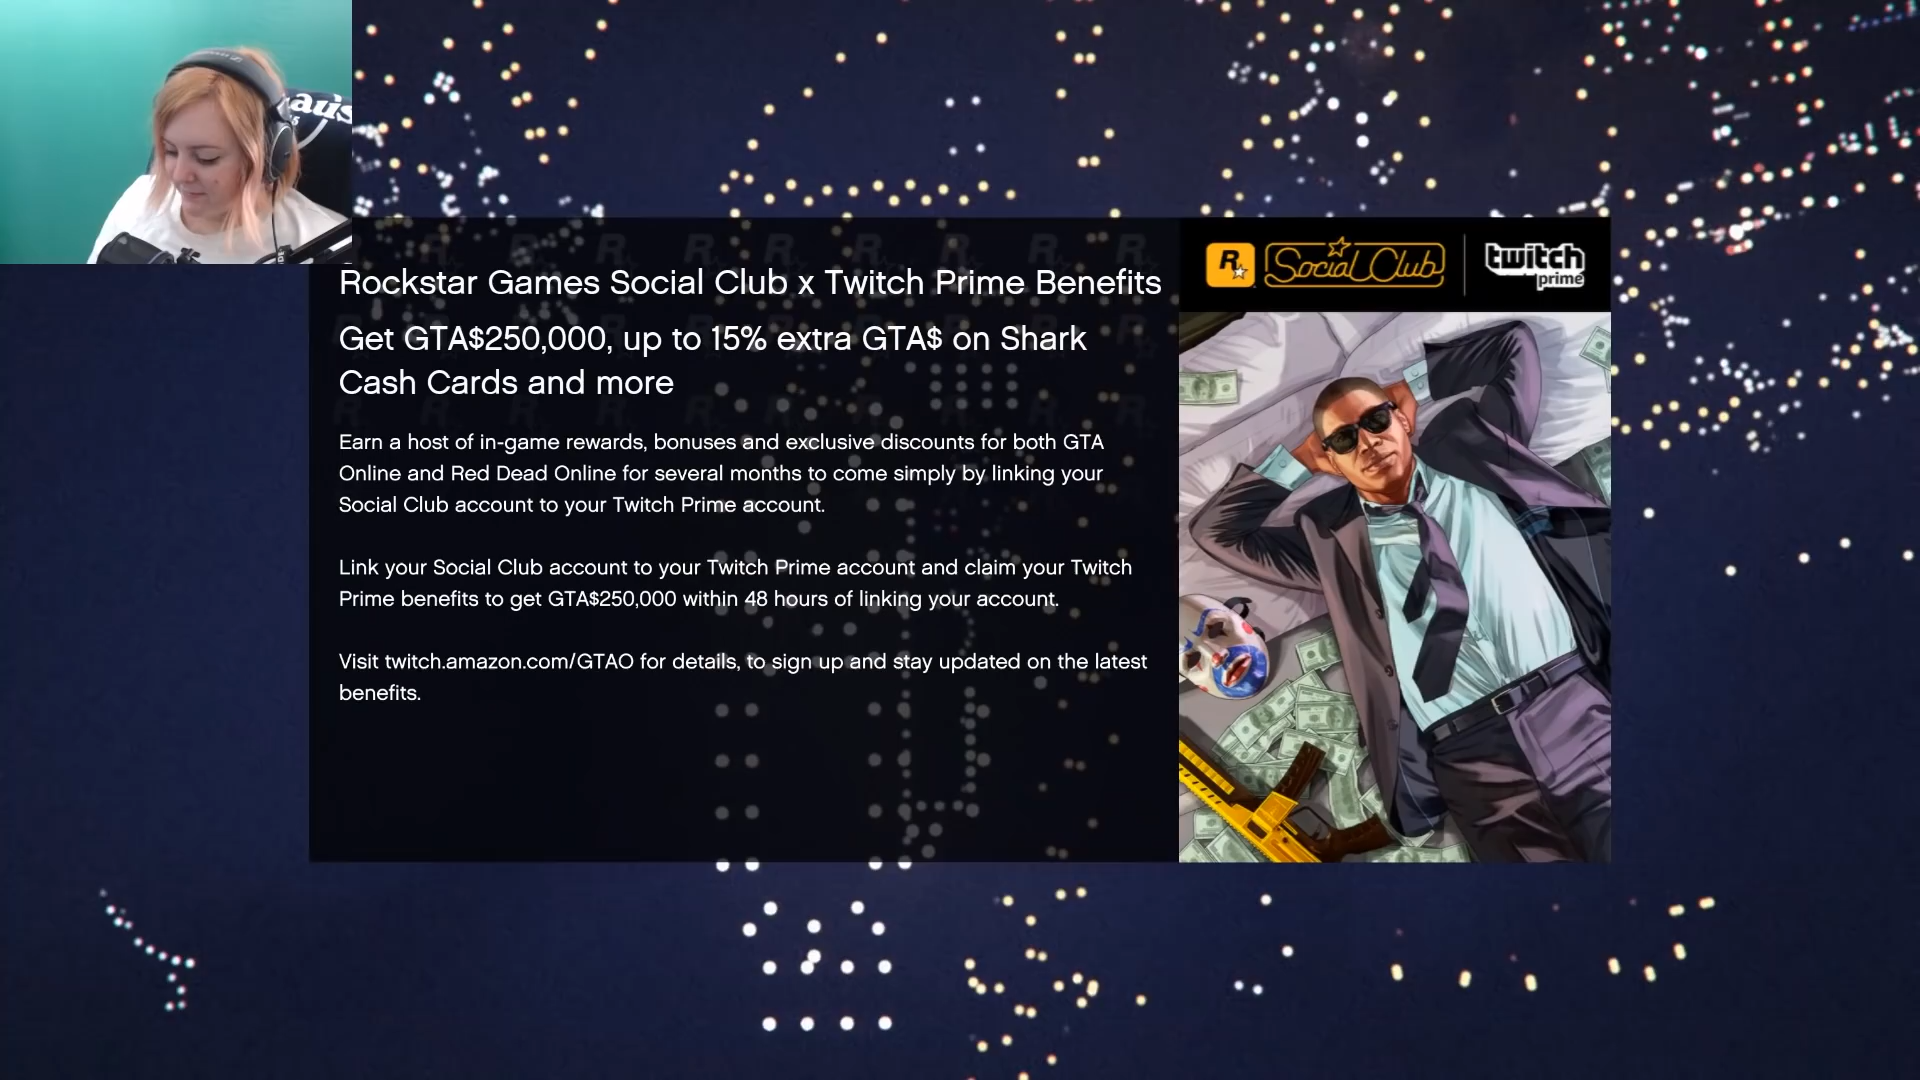 Rockstar Games Social Club x Twitch Prime Benefits
Get GTA$250,000, up to 15% extra GTA$ on Shark
Cash Cards and more
Earn a host of in-game rewards, bonuses and exclusive discounts for both GTA
Online and Red Dead Online for several months to come simply by linking your
Social Club account to your Twitch Prime account.
Link your Social Club account to your Twitch Prime account and claim your Twitch
Prime benefits to get GTA$250,000 within 48 hours of linking your account.
Visit twitch.amazon.com/GTAO for details, to sign up and stay updated on the latest
benefits.
R Social Club
twitch
prime